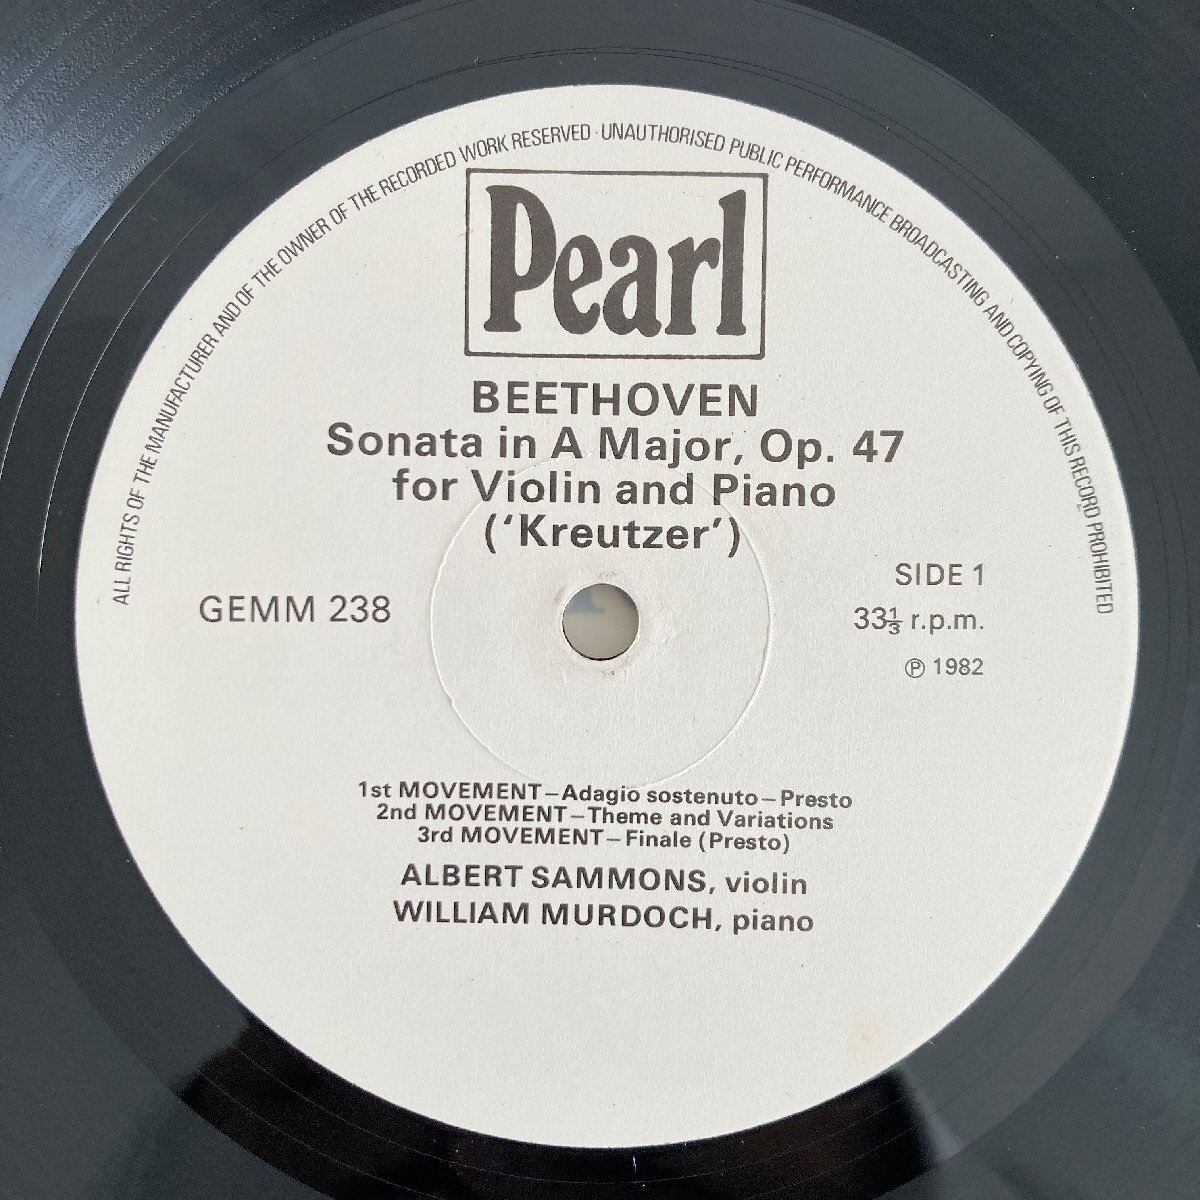 ALL RIGHTS OF THE MANUFACTURER AND OF THE OWNER OF THE RECORDED WORK RESERVED · UNAUTHORISED PUBLIC PERFORMANCE BROADCASTING AND COPYING OF THIS RECORD PROHIBITED
Pearl
BEETHOVEN
Sonata in A Major, Op. 47
for Violin and Piano
(‘Kreutzer’)
SIDE 1
GEMM 238
33⅓ r.p.m.
℗ 1982
1st MOVEMENT – Adagio sostenuto – Presto
2nd MOVEMENT – Theme and Variations
3rd MOVEMENT – Finale (Presto)
ALBERT SAMMONS, violin
WILLIAM MURDOCH, piano